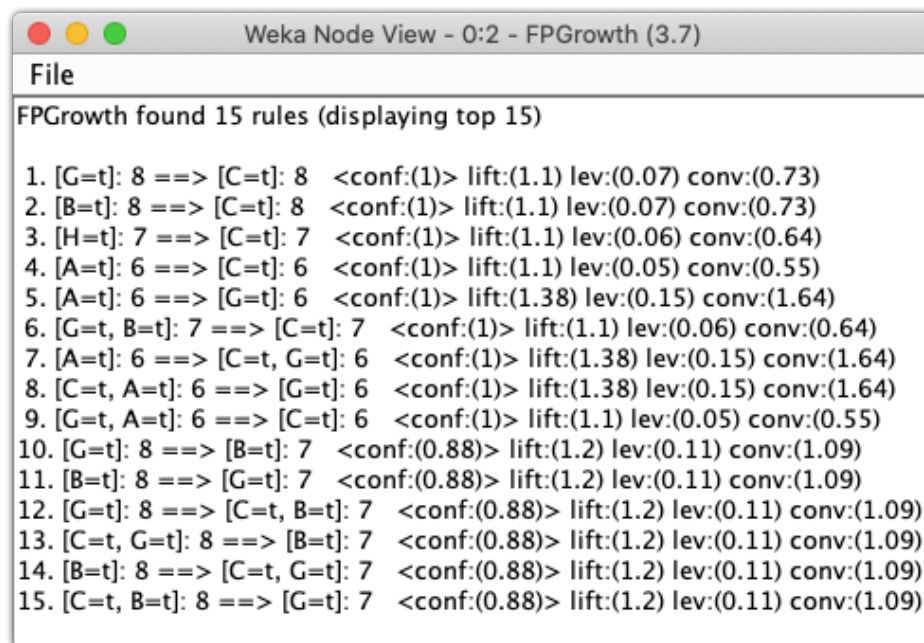 Weka Node View - 0:2 - FPGrowth (3.7)
File
FPGrowth found 15 rules (displaying top 15)
1. [G=t]: 8 ==> [C=t]: 8 <conf:(1)> lift:(1.1) lev:(0.07) conv:(0.73)
2. [B=t]: 8 ==> [C=t]: 8 <conf:(1)> lift:(1.1) lev:(0.07) conv:(0.73)
3. [H=t]: 7 ==> [C=t]: 7 <conf:(1)> lift:(1.1) lev:(0.06) conv:(0.64)
4. [A=t]: 6 ==> [C=t]: 6 <conf:(1)> lift:(1.1) lev:(0.05) conv:(0.55)
5. [A=t]: 6 ==> [G=t]: 6 <conf:(1)> lift:(1.38) lev:(0.15) conv:(1.64)
6. [G=t, B=t]: 7 ==> [C=t]: 7 <conf:(1)> lift:(1.1) lev:(0.06) conv:(0.64)
7. [A=t]: 6 ==> [C=t, G=t]: 6 <conf:(1)> lift:(1.38) lev:(0.15) conv:(1.64)
8. [C=t, A=t]: 6 ==> [G=t]: 6 <conf:(1)> lift:(1.38) lev:(0.15) conv:(1.64)
9. [G=t, A=t]: 6 ==> [C=t]: 6 <conf:(1)> lift:(1.1) lev:(0.05) conv:(0.55)
10. [G=t]: 8 ==> [B=t]: 7 <conf:(0.88)> lift:(1.2) lev:(0.11) conv:(1.09)
11. [B=t]: 8 ==> [G=t]: 7 <conf:(0.88)> lift:(1.2) lev:(0.11) conv:(1.09)
12. [G=t]: 8 ==> [C=t, B=t]: 7 <conf:(0.88)> lift:(1.2) lev:(0.11) conv:(1.09)
13. [C=t, G=t]: 8 ==> [B=t]: 7 <conf:(0.88)> lift:(1.2) lev:(0.11) conv:(1.09)
14. [B=t]: 8 ==> [C=t, G=t]: 7 <conf:(0.88)> lift:(1.2) lev:(0.11) conv:(1.09)
15. [C=t, B=t]: 8 ==> [G=t]: 7 <conf:(0.88)> lift:(1.2) lev:(0.11) conv:(1.09)